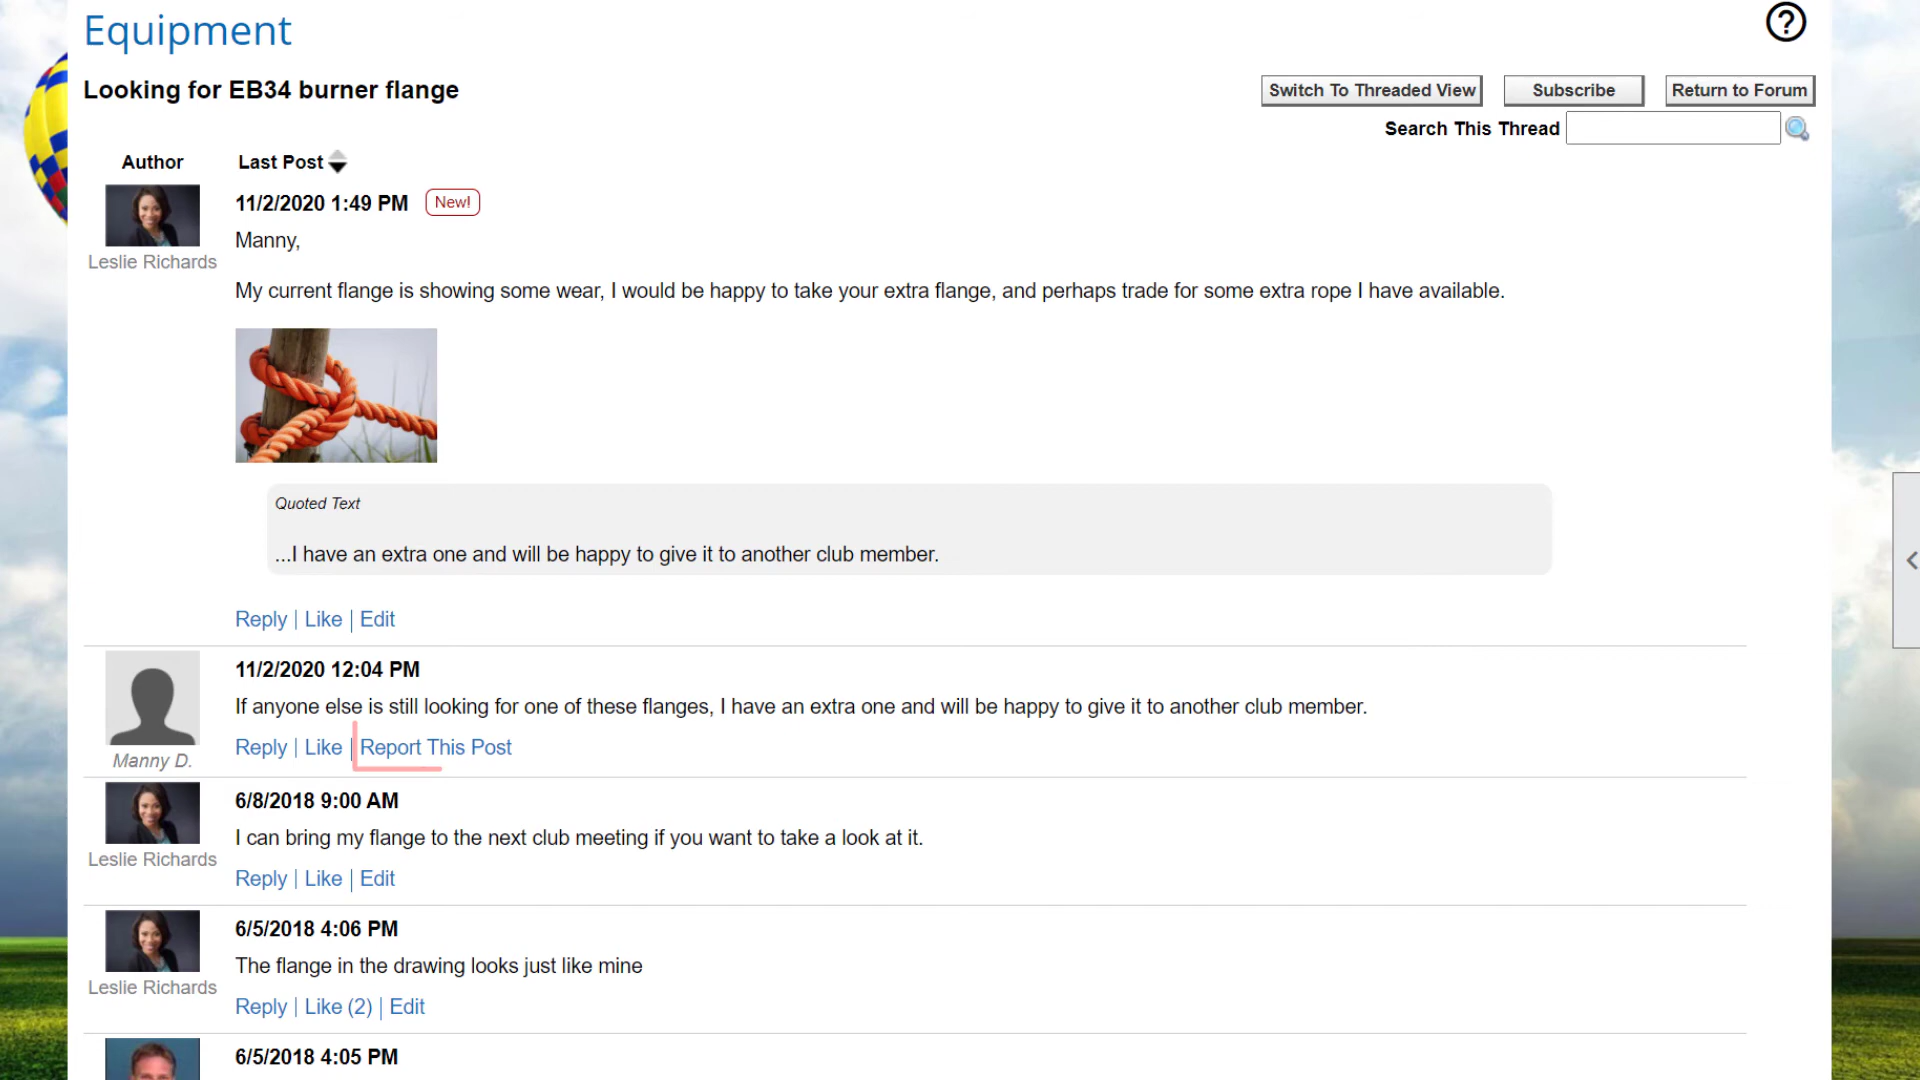 Equipment
Looking for EB34 burner flange
Switch To Threaded View
Subscribe
Return to Forum
Search This Thread
Author
Last Post
Leslie Richards
11/2/2020 1:49 PM New!
Manny,
My current flange is showing some wear, I would be happy to take your extra flange, and perhaps trade for some extra rope I have available.
Quoted Text
...I have an extra one and will be happy to give it to another club member.
Reply | Like | Edit
Manny D.
11/2/2020 12:04 PM
If anyone else is still looking for one of these flanges, I have an extra one and will be happy to give it to another club member.
Reply | Like | Report This Post
Leslie Richards
6/8/2018 9:00 AM
I can bring my flange to the next club meeting if you want to take a look at it.
Reply | Like | Edit
Leslie Richards
6/5/2018 4:06 PM
The flange in the drawing looks just like mine
Reply | Like (2) | Edit
6/5/2018 4:05 PM